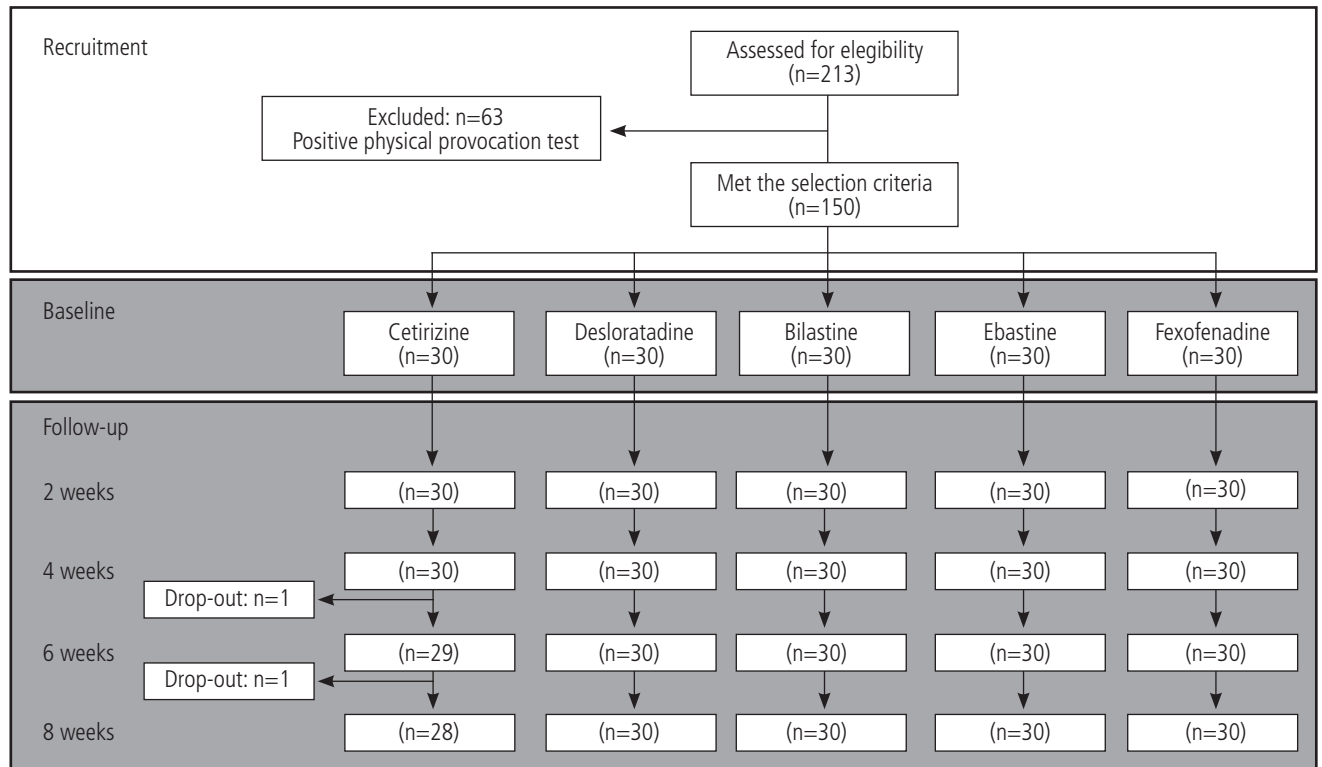 Recruitment
Assessed for elegibility
(n=213)
Excluded: n=63
Positive physical provocation test
Met the selection criteria
(n=150)
Baseline
Cetirizine
(n=30)
Desloratadine
(n=30)
Bilastine
(n=30)
Ebastine
(n=30)
Fexofenadine
(n=30)
Follow-up
2 weeks
(n=30)
(n=30)
(n=30)
(n=30)
(n=30)
4 weeks
(n=30)
(n=30)
(n=30)
(n=30)
(n=30)
Drop-out: n=1
6 weeks
(n=29)
(n=30)
(n=30)
(n=30)
(n=30)
Drop-out: n=1
8 weeks
(n=28)
(n=30)
(n=30)
(n=30)
(n=30)